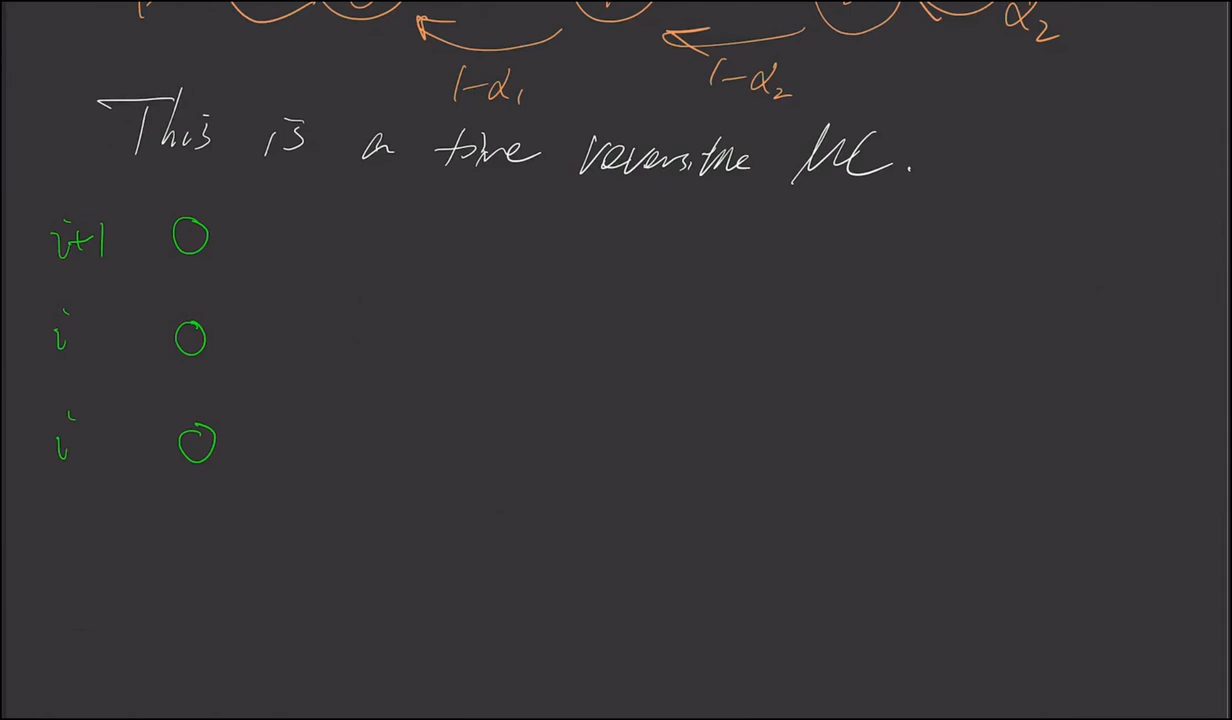 α₂
1-α₁ 1-α₂
This is a time reversible MC.
i+1
i
i